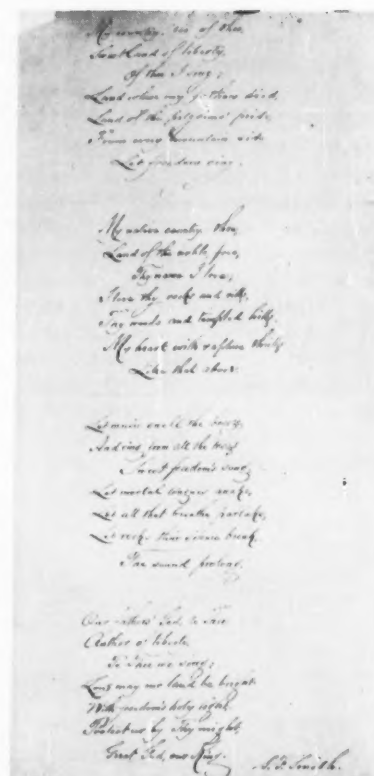 My country, 'tis of thee,
Sweet Land of liberty,
Of thee I sing;
Land where my fathers died,
Land of the pilgrims' pride,
From every mountain side
Let freedom ring.
My native country, thee,
Land of the noble, free,
Thy name I love;
I love thy rocks and rills,
Thy woods and templed hills,
My heart with rapture thrills
Like that above.
Let music swell the breeze,
And ring from all the trees
Sweet freedom's song;
Let mortal tongues awake,
Let all that breathe partake,
Let rocks their silence break,
The sound prolong.
Our fathers' God, to Thee,
Author of liberty,
To Thee we sing;
Long may our land be bright
With freedom's holy light,
Protect us by Thy might,
Great God, our King.
S. F. Smith.